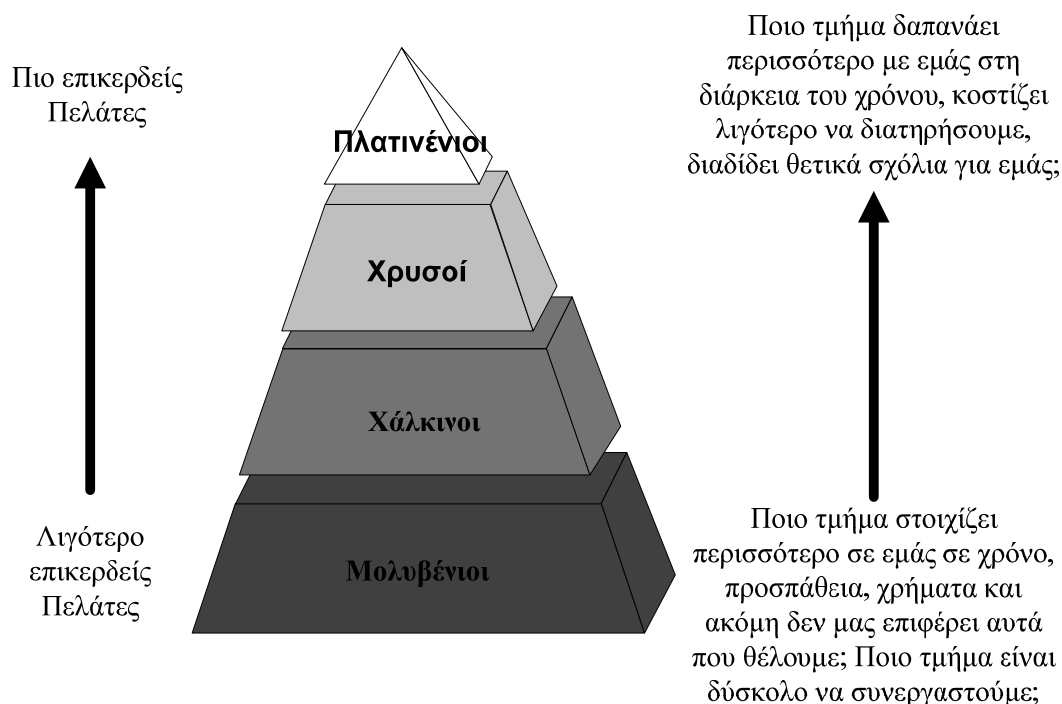 Πιο επικερδείς
Πελάτες
Λιγότερο
επικερδείς
Πελάτες
Πλατινένιοι
Χρυσοί
Χάλκινοι
Μολυβένιοι
Ποιο τμήμα δαπανάει
περισσότερο με εμάς στη
διάρκεια του χρόνου, κοστίζει
λιγότερο να διατηρήσουμε,
διαδίδει θετικά σχόλια για εμάς;
Ποιο τμήμα στοιχίζει
περισσότερο σε εμάς σε χρόνο,
προσπάθεια, χρήματα και
ακόμη δεν μας επιφέρει αυτά
που θέλουμε; Ποιο τμήμα είναι
δύσκολο να συνεργαστούμε;